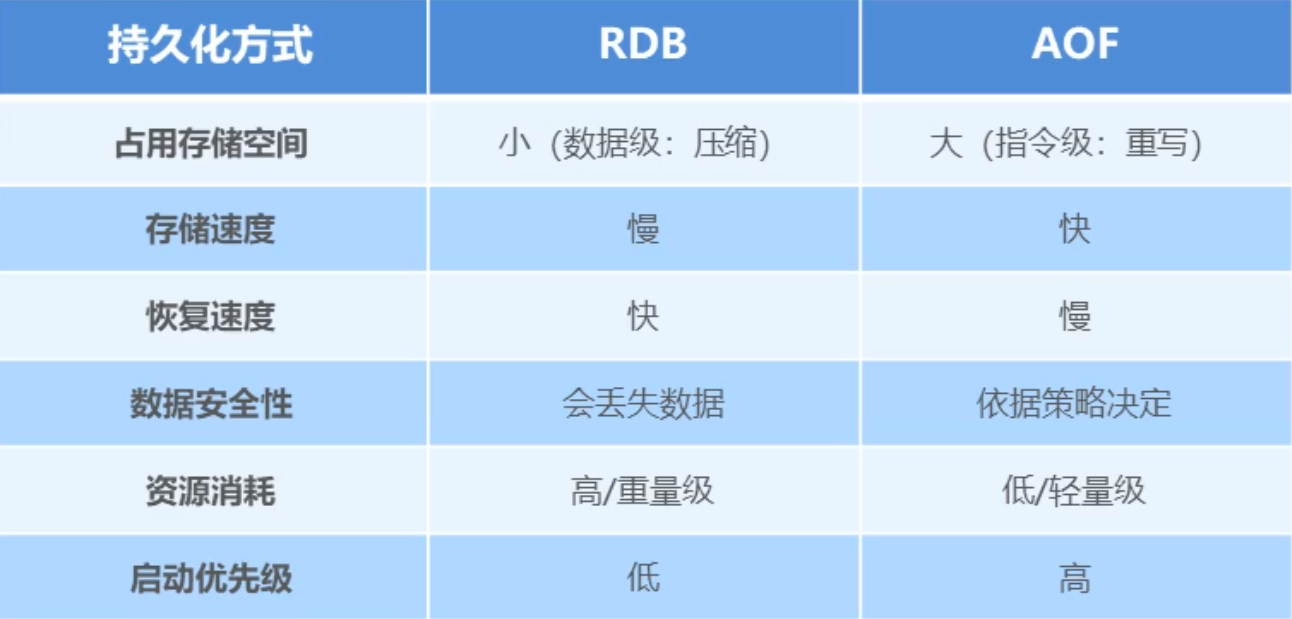 持久化方式 RDB AOF
占用存储空间 小（数据级：压缩） 大（指令级：重写）
存储速度 慢 快
恢复速度 快 慢
数据安全性 会丢失数据 依据策略决定
资源消耗 高/重量级 低/轻量级
启动优先级 低 高